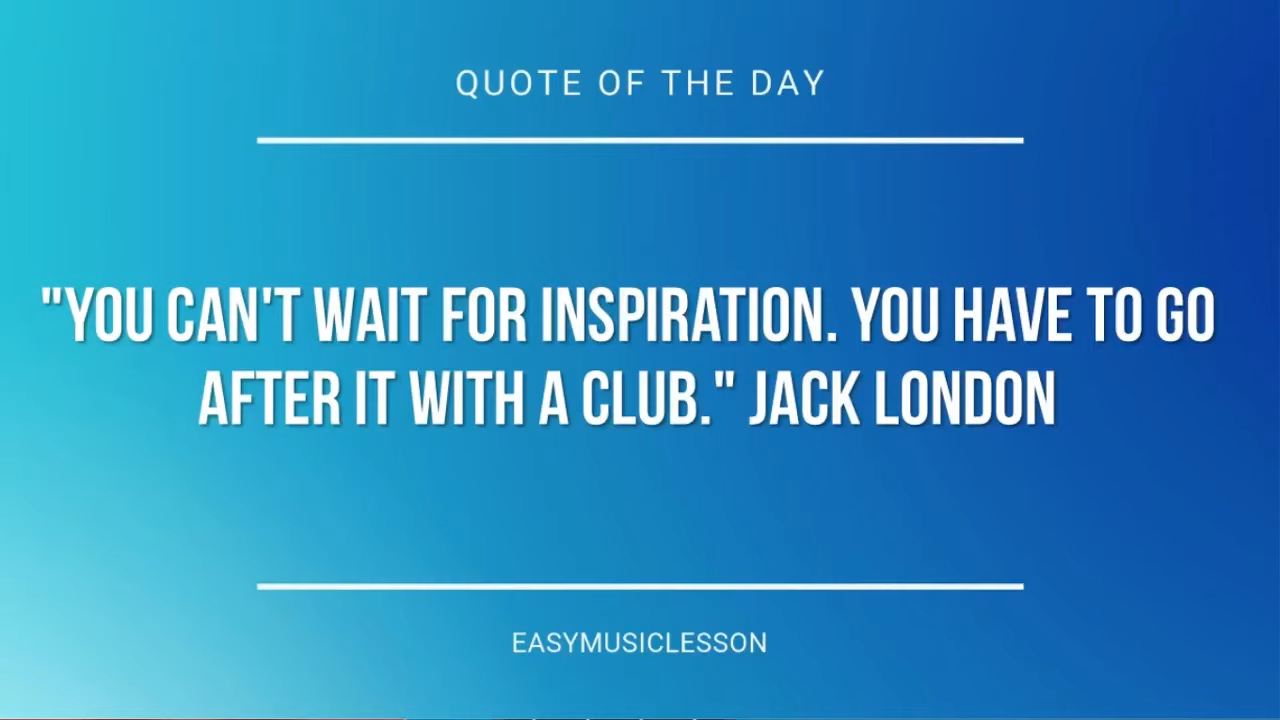 QUOTE OF THE DAY
"YOU CAN'T WAIT FOR INSPIRATION. YOU HAVE TO GO
AFTER IT WITH A CLUB." JACK LONDON
EASYMUSICLESSON